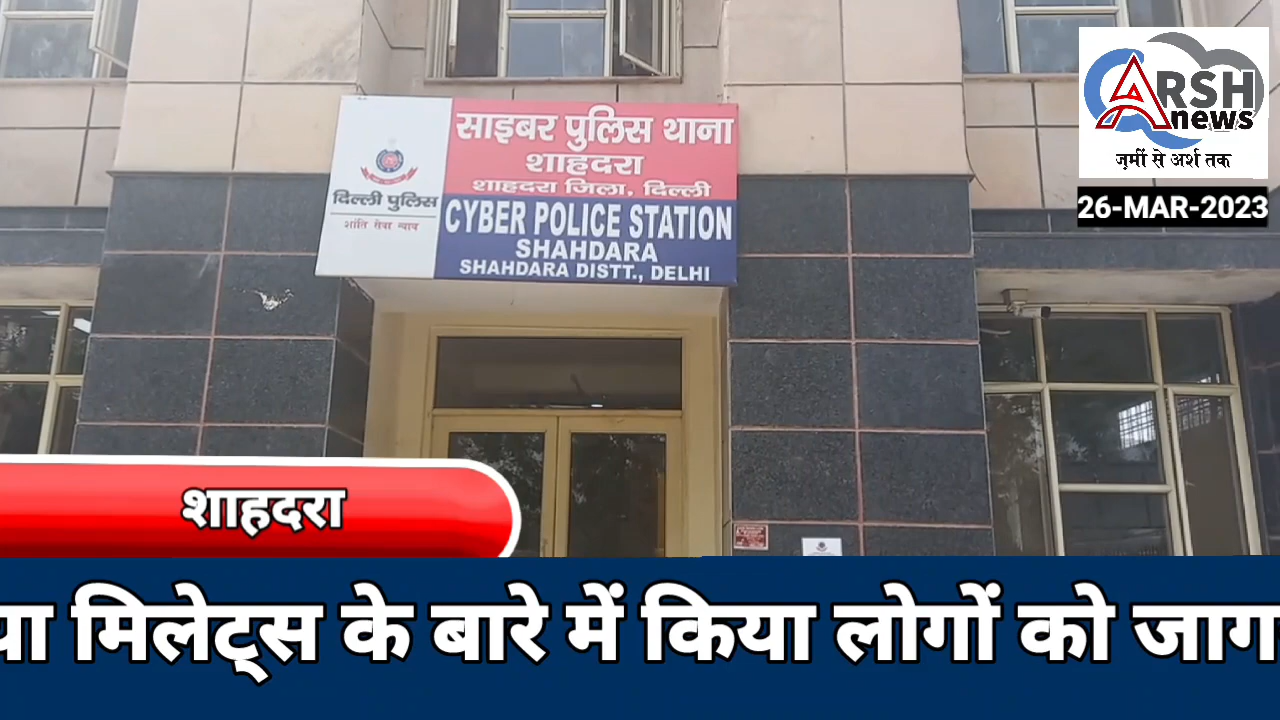 साइबर पुलिस थाना
शाहदरा
शाहदरा जिला, दिल्ली
दिल्ली पुलिस
शांति सेवा न्याय
CYBER POLICE STATION
SHAHDARA
SHAHDARA DISTT., DELHI
ARSH
news
ज़मीं से अर्श तक
26-MAR-2023
शाहदरा
या मिलेट्स के बारे में किया लोगों को जाग